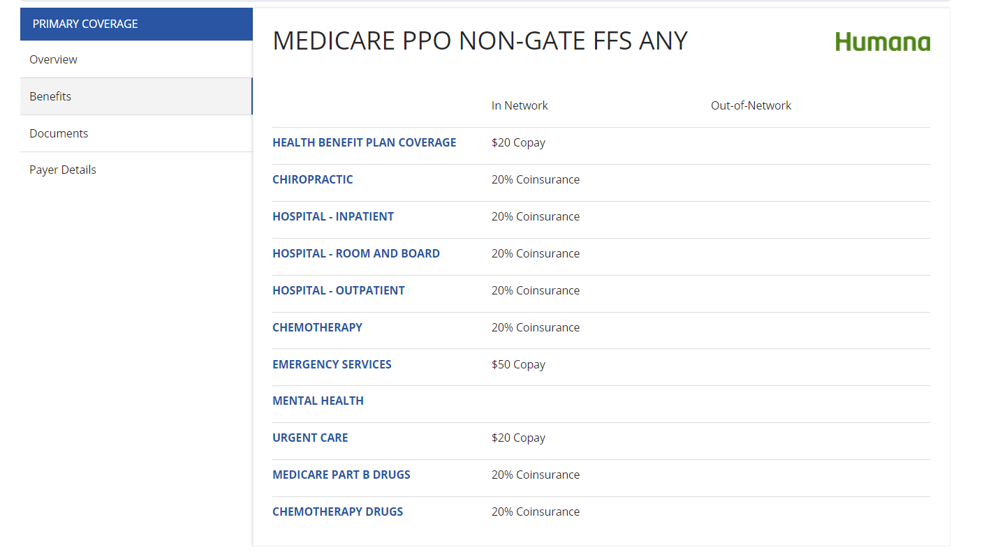 PRIMARY COVERAGE
Overview
Benefits
Documents
Payer Details
MEDICARE PPO NON-GATE FFS ANY
Humana
In Network Out-of-Network
HEALTH BENEFIT PLAN COVERAGE $20 Copay
CHIROPRACTIC 20% Coinsurance
HOSPITAL - INPATIENT 20% Coinsurance
HOSPITAL - ROOM AND BOARD 20% Coinsurance
HOSPITAL - OUTPATIENT 20% Coinsurance
CHEMOTHERAPY 20% Coinsurance
EMERGENCY SERVICES $50 Copay
MENTAL HEALTH
URGENT CARE $20 Copay
MEDICARE PART B DRUGS 20% Coinsurance
CHEMOTHERAPY DRUGS 20% Coinsurance